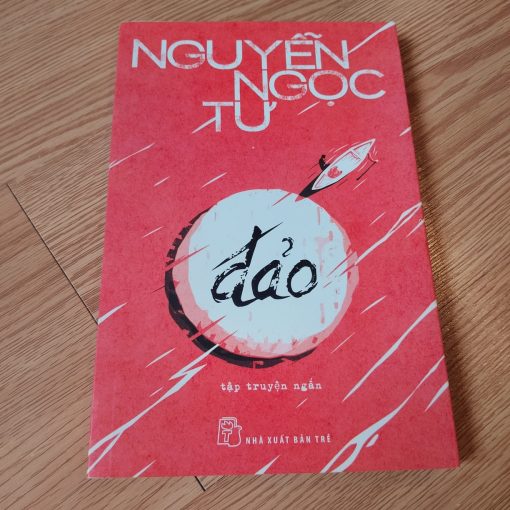 NGUYỄN
NGỌC
TƯ
đảo
tập truyện ngắn
NHÀ XUẤT BẢN TRẺ